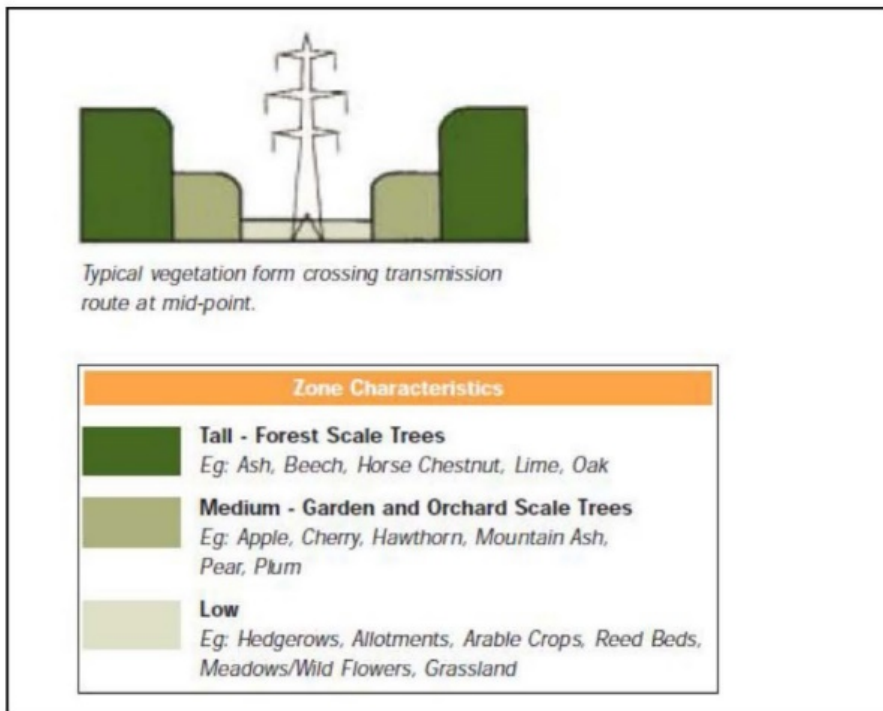 Typical vegetation form crossing transmission
route at mid-point.
Zone Characteristics
Tall - Forest Scale Trees
Eg: Ash, Beech, Horse Chestnut, Lime, Oak
Medium - Garden and Orchard Scale Trees
Eg: Apple, Cherry, Hawthorn, Mountain Ash,
Pear, Plum
Low
Eg: Hedgerows, Allotments, Arable Crops, Reed Beds,
Meadows/Wild Flowers, Grassland